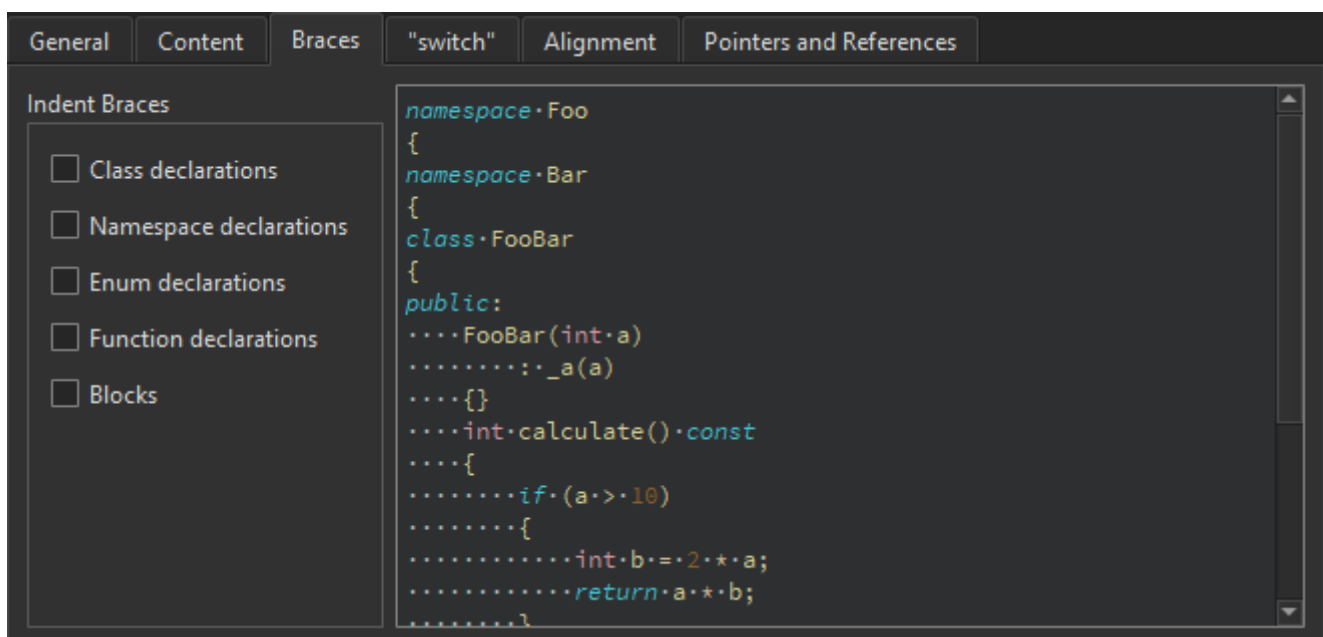 General Content Braces "switch" Alignment Pointers and References
Indent Braces
Class declarations
Namespace declarations
Enum declarations
Function declarations
Blocks
namespace·Foo
{
namespace·Bar
{
class·FooBar
{
public:
····FooBar(int·a)
········:·_a(a)
····{}
····int·calculate()·const
····{
········if·(a·>·10)
········{
············int·b·=·2·*·a;
············return·a·*·b;
········}